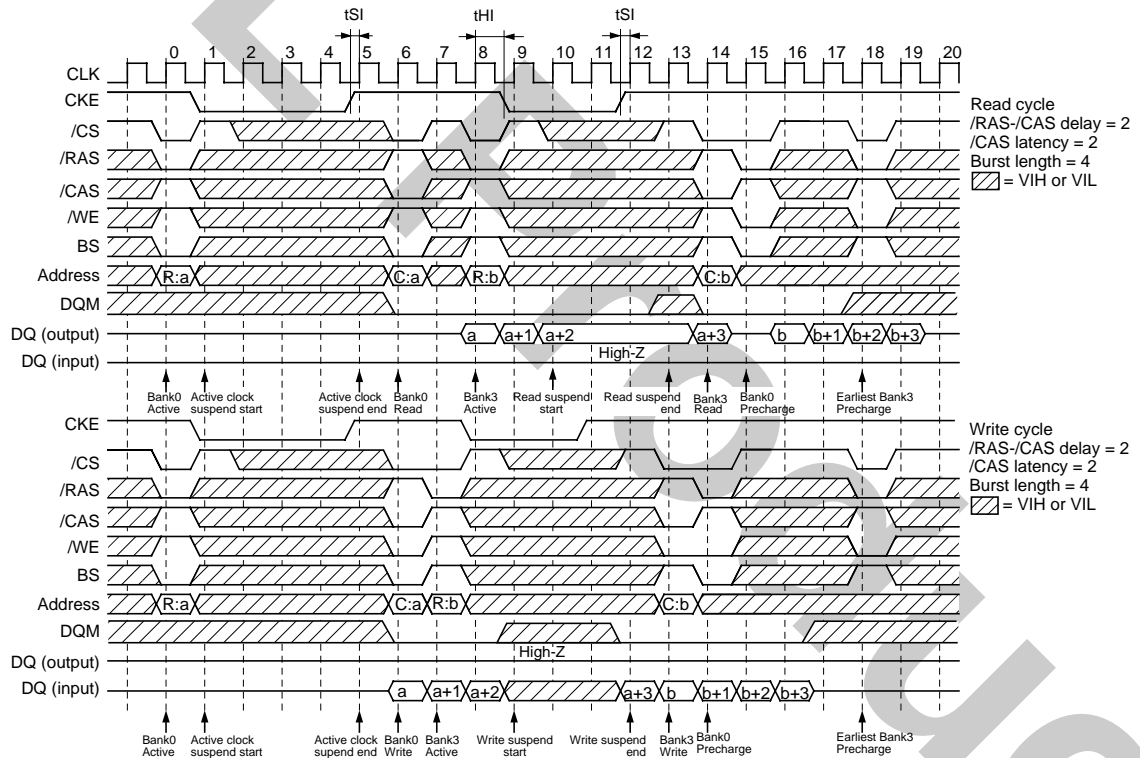 tSI tHI tSI
0 1 2 3 4 5 6 7 8 9 10 11 12 13 14 15 16 17 18 19 20
CLK
CKE
/CS
/RAS
/CAS
/WE
BS
Address R:a C:a R:b C:b
DQM
DQ (output) a a+1 a+2 a+3 b b+1 b+2 b+3
High-Z
DQ (input)
Read cycle
/RAS-/CAS delay = 2
/CAS latency = 2
Burst length = 4
= VIH or VIL
Bank0 Active
Active clock suspend start
Active clock suspend end
Bank0 Read
Bank3 Active
Read suspend start
Read suspend end
Bank3 Read
Bank0 Precharge
Earliest Bank3 Precharge
CKE
/CS
/RAS
/CAS
/WE
BS
Address R:a C:a R:b C:b
DQM
High-Z
DQ (output)
DQ (input) a a+1 a+2 a+3 b b+1 b+2 b+3
Write cycle
/RAS-/CAS delay = 2
/CAS latency = 2
Burst length = 4
= VIH or VIL
Bank0 Active
Active clock suspend start
Active clock supend end
Bank0 Write
Bank3 Active
Write suspend start
Write suspend end
Bank3 Write
Bank0 Precharge
Earliest Bank3 Precharge